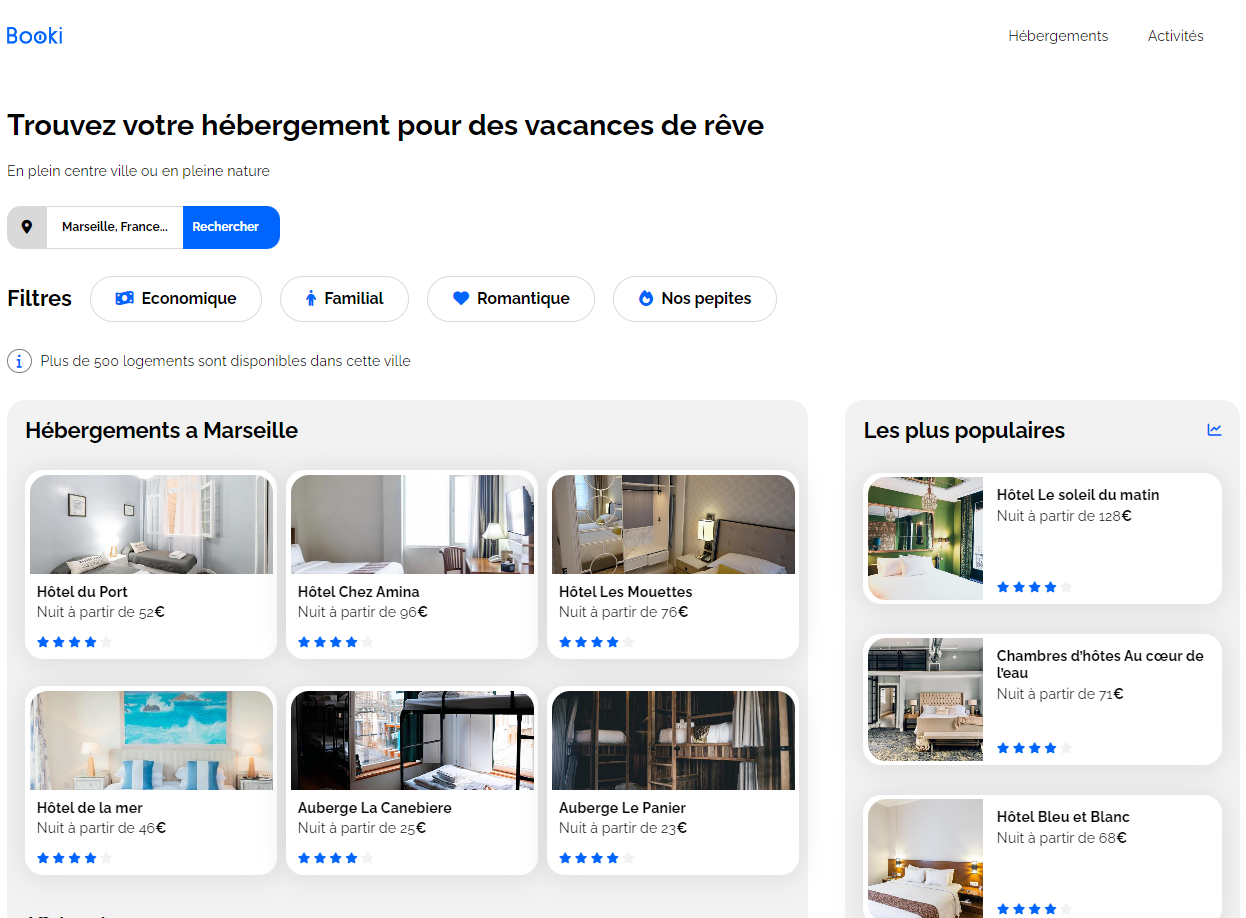 Booki
Hébergements
Activités
Trouvez votre hébergement pour des vacances de rêve
En plein centre ville ou en pleine nature
Marseille, France...
Rechercher
Filtres
Economique
Familial
Romantique
Nos pepites
Plus de 500 logements sont disponibles dans cette ville
Hébergements a Marseille
Hôtel du Port
Nuit à partir de 52€
Hôtel Chez Amina
Nuit à partir de 96€
Hôtel Les Mouettes
Nuit à partir de 76€
Hôtel de la mer
Nuit à partir de 46€
Auberge La Canebiere
Nuit à partir de 25€
Auberge Le Panier
Nuit à partir de 23€
Les plus populaires
Hôtel Le soleil du matin
Nuit à partir de 128€
Chambres d'hôtes Au cœur de
l'eau
Nuit à partir de 71€
Hôtel Bleu et Blanc
Nuit à partir de 68€